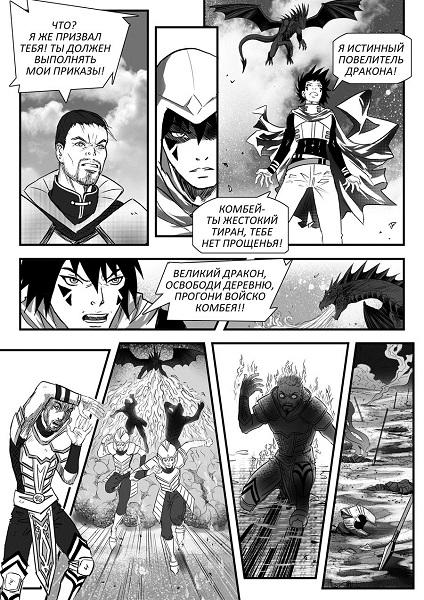 ЧТО?
Я ЖЕ ПРИЗВАЛ
ТЕБЯ! ТЫ ДОЛЖЕН
ВЫПОЛНЯТЬ
МОИ ПРИКАЗЫ!
Я ИСТИННЫЙ
ПОВЕЛИТЕЛЬ
ДРАКОНА!
КОМБЕЙ-
ТЫ ЖЕСТОКИЙ
ТИРАН, ТЕБЕ
НЕТ ПРОЩЕНЬЯ!
ВЕЛИКИЙ ДРАКОН,
ОСВОБОДИ ДЕРЕВНЮ,
ПРОГОНИ ВОЙСКО
КОМБЕЯ!!